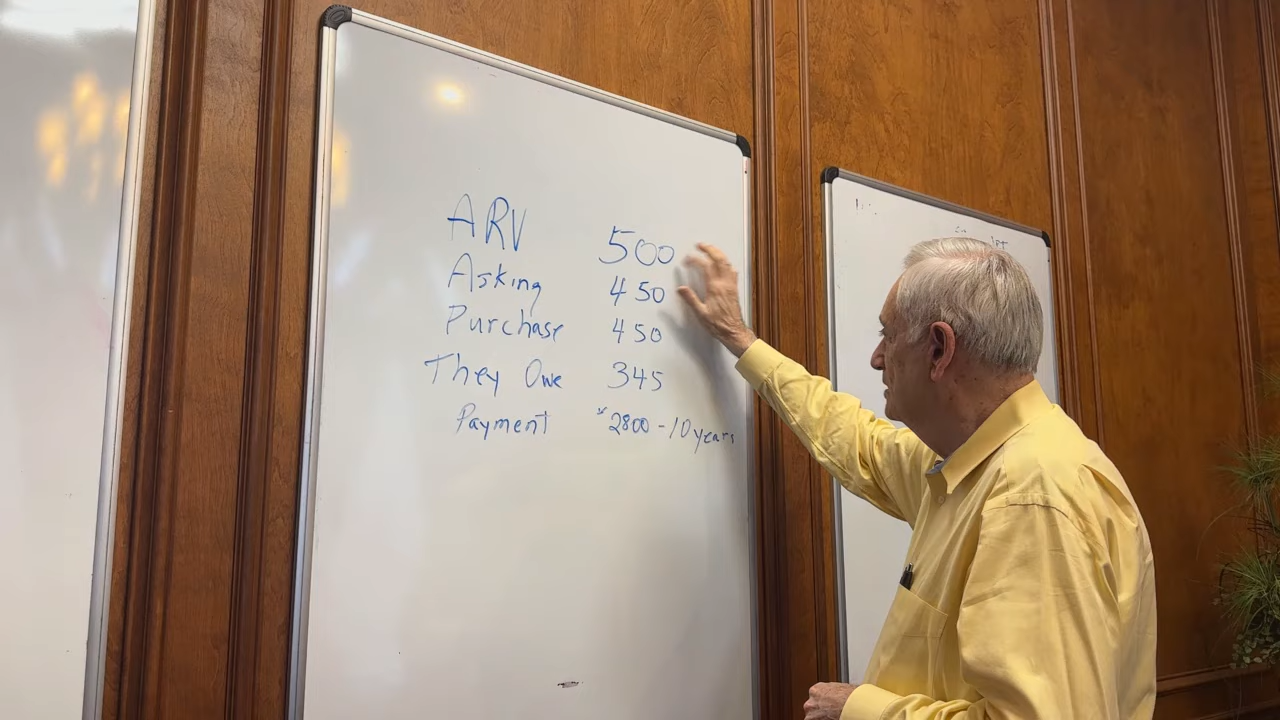 ARV 500
Asking 450
Purchase 450
They Owe 345
Payment 2800 - 10 years